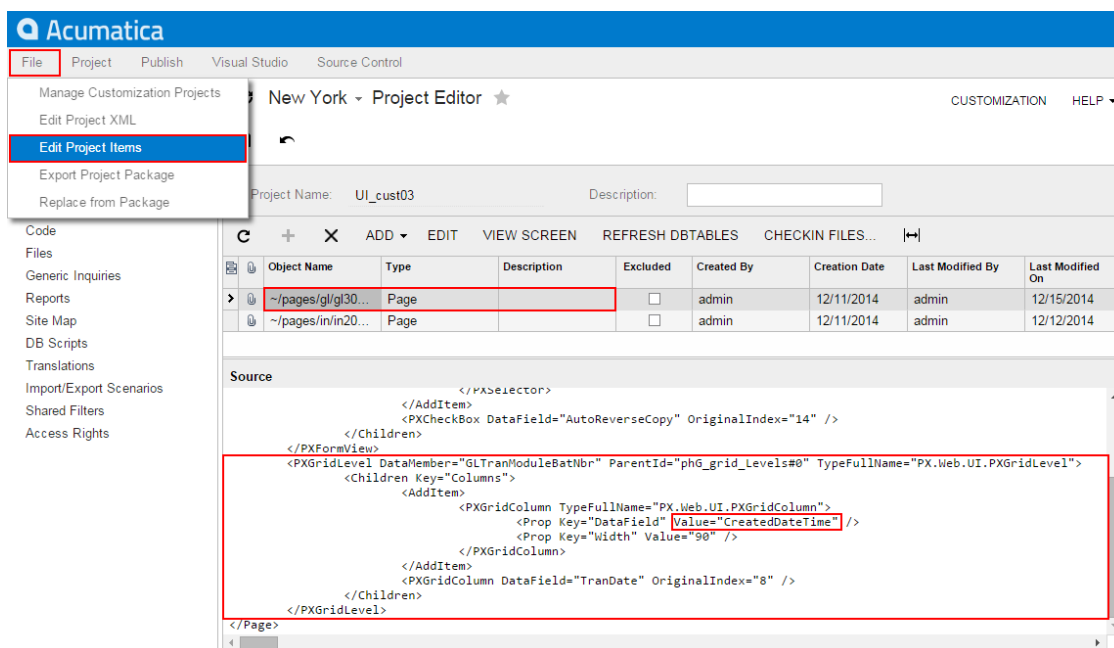 Acumatica
File Project Publish Visual Studio Source Control
Manage Customization Projects
Edit Project XML
Edit Project Items
Export Project Package
Replace from Package
New York Project Editor
CUSTOMIZATION HELP
Project Name: UI_cust03 Description:
Code
Files
Generic Inquiries
Reports
Site Map
DB Scripts
Translations
Import/Export Scenarios
Shared Filters
Access Rights
ADD EDIT VIEW SCREEN REFRESH DBTABLES CHECKIN FILES...
Object Name Type Description Excluded Created By Creation Date Last Modified By Last Modified On
~/pages/gl/gl30... Page admin 12/11/2014 admin 12/15/2014
~/pages/in/in20... Page admin 12/11/2014 admin 12/12/2014
Source
</PXSelector>
</AddItem>
<PXCheckBox DataField="AutoReverseCopy" OriginalIndex="14" />
</Children>
</PXFormView>
<PXGridLevel DataMember="GLTranModuleBatNbr" ParentId="phG_grid_Levels#0" TypeFullName="PX.Web.UI.PXGridLevel">
<Children Key="Columns">
<AddItem>
<PXGridColumn TypeFullName="PX.Web.UI.PXGridColumn">
<Prop Key="DataField" Value="CreatedDateTime" />
<Prop Key="Width" Value="90" />
</PXGridColumn>
</AddItem>
<PXGridColumn DataField="TranDate" OriginalIndex="8" />
</Children>
</PXGridLevel>
</Page>